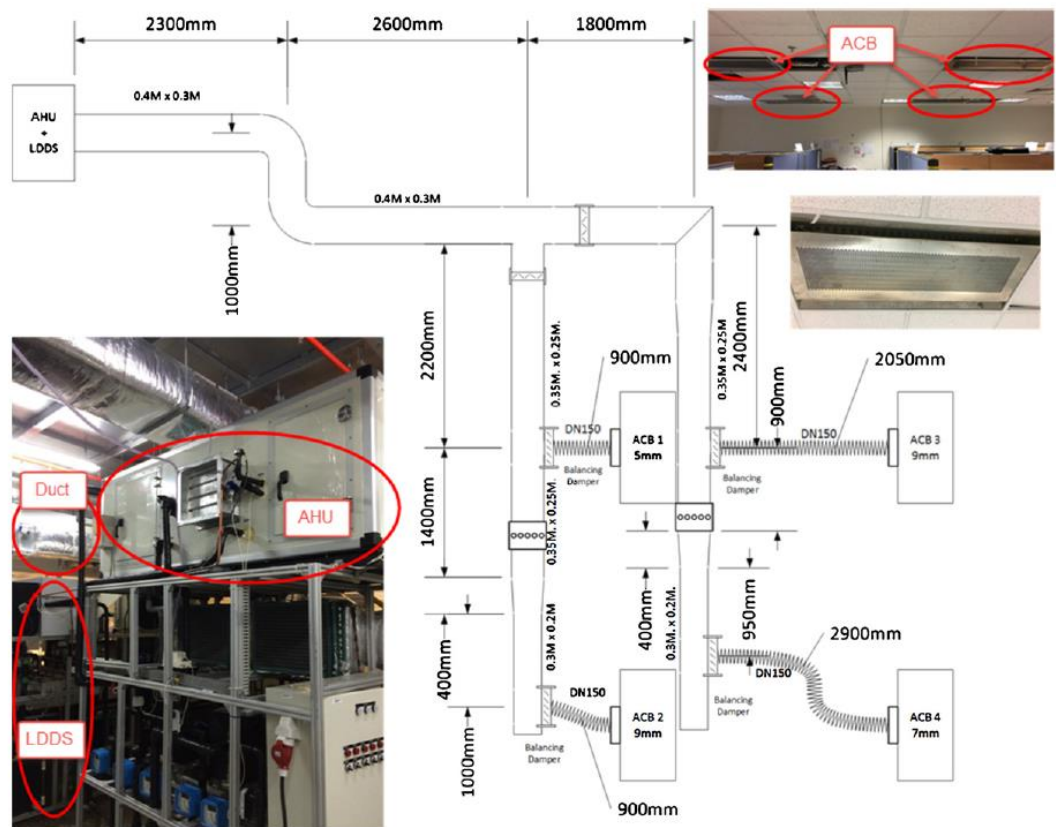 2300mm
2600mm
1800mm
0.4M x 0.3M
AHU
+
LDDS
ACB
0.4M x 0.3M
1000mm
2200mm
0.35M. x 0.25M.
900mm
DN150
Balancing
Damper
ACB 1
5mm
0.35M x 0.25M
2400mm
900mm
2050mm
DN150
Balancing
Damper
ACB 3
9mm
1400mm
0.35M. x 0.25M.
400mm
0.3M x 0.2M
1000mm
DN150
Balancing
Damper
900mm
ACB 2
9mm
400mm
0.3M. x 0.2M.
950mm
2900mm
DN150
Balancing
Damper
ACB 4
7mm
Duct
AHU
LDDS